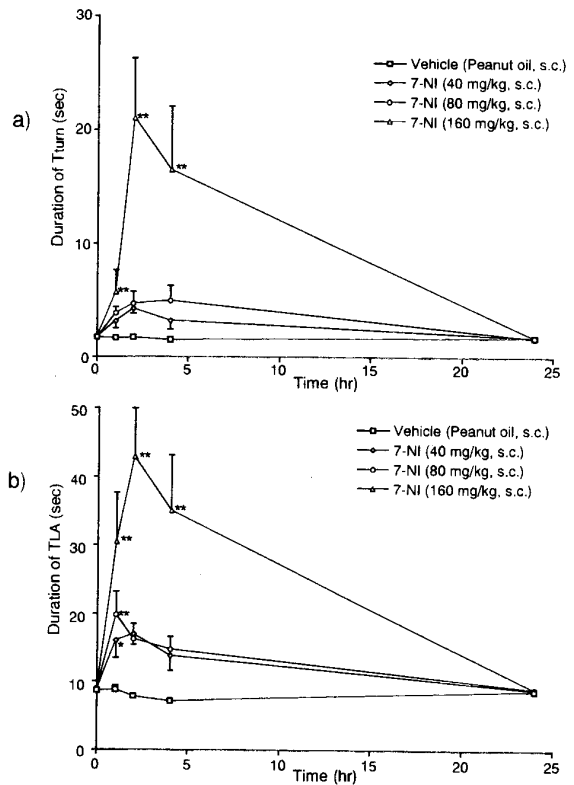 a)
Duration of Tturn (sec)
30
20
10
0
0 5 10 15 20 25
Time (hr)
Vehicle (Peanut oil, s.c.)
7-NI (40 mg/kg, s.c.)
7-NI (80 mg/kg, s.c.)
7-NI (160 mg/kg, s.c.)
**
**
**
b)
Duration of TLA (sec)
50
40
30
20
10
0
0 5 10 15 20 25
Time (hr)
Vehicle (Peanut oil, s.c.)
7-NI (40 mg/kg, s.c.)
7-NI (80 mg/kg, s.c.)
7-NI (160 mg/kg, s.c.)
**
**
**
**
*